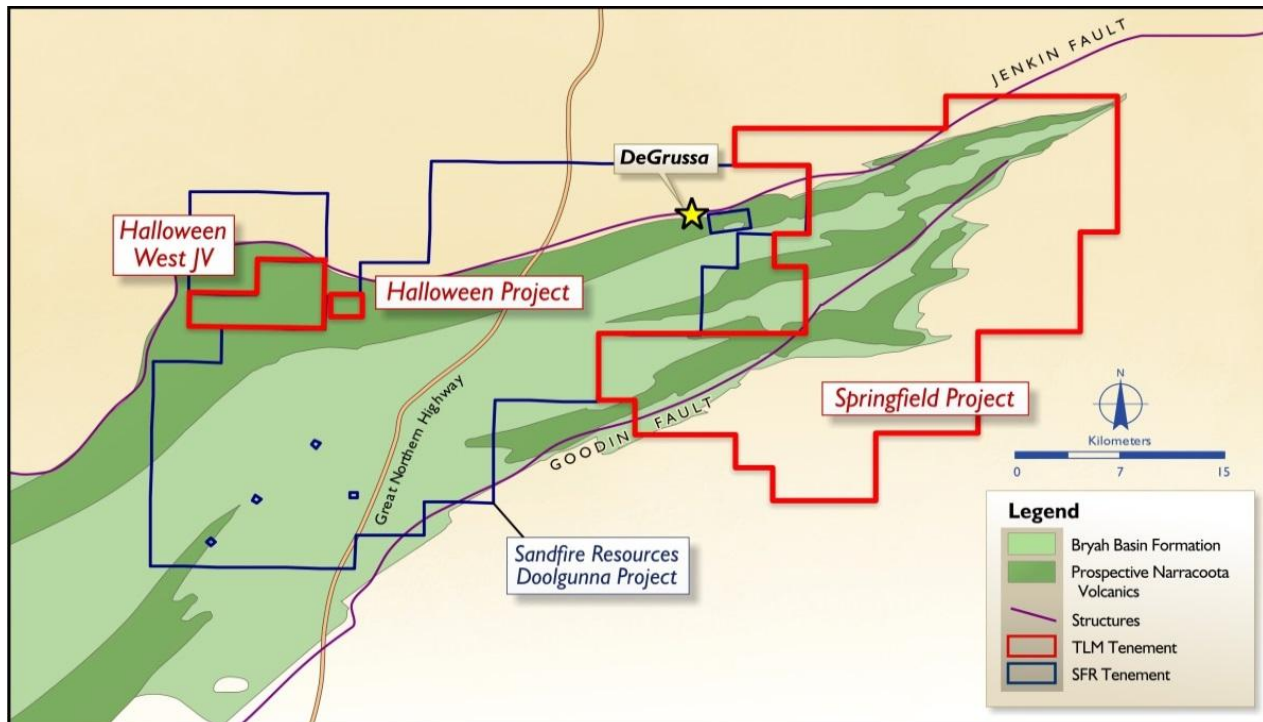 JENKIN FAULT
DeGrussa
Halloween
West JV
Halloween Project
Great Northern Highway
GOODIN FAULT
Springfield Project
N
Kilometers
0 7 15
Sandfire Resources
Doolgunna Project
Legend
Bryah Basin Formation
Prospective Narracoota
Volcanics
Structures
TLM Tenement
SFR Tenement